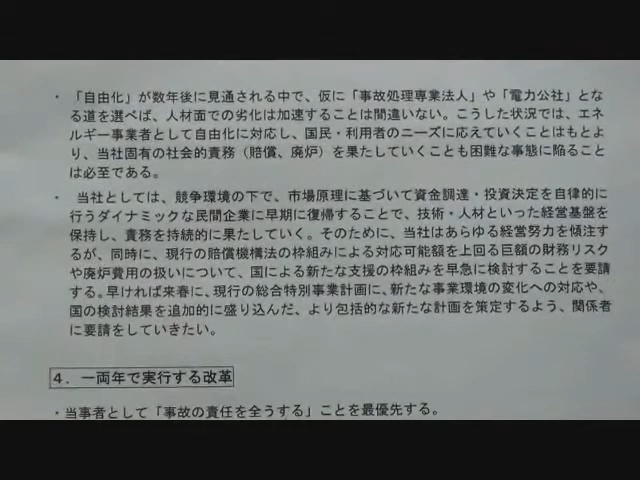 ・ 「自由化」が数年後に見通される中で、仮に「事故処理専業法人」や「電力公社」とな
る道を選べば、人材面での劣化は加速することは間違いない。こうした状況では、エネ
ルギー事業者として自由化に対応し、国民・利用者のニーズに応えていくことはもとよ
り、当社固有の社会的責務（賠償、廃炉）を果たしていくことも困難な事態に陥ること
は必至である。
・ 当社としては、競争環境の下で、市場原理に基づいて資金調達・投資決定を自律的に
行うダイナミックな民間企業に早期に復帰することで、技術・人材といった経営基盤を
保持し、責務を持続的に果たしていく。そのために、当社はあらゆる経営努力を傾注す
るが、同時に、現行の賠償機構法の枠組みによる対応可能額を上回る巨額の財務リスク
や廃炉費用の扱いについて、国による新たな支援の枠組みを早急に検討することを要請
する。早ければ来春に、現行の総合特別事業計画に、新たな事業環境の変化への対応や、
国の検討結果を追加的に盛り込んだ、より包括的な新たな計画を策定するよう、関係者
に要請をしていきたい。
４．一両年で実行する改革
・当事者として「事故の責任を全うする」ことを最優先する。